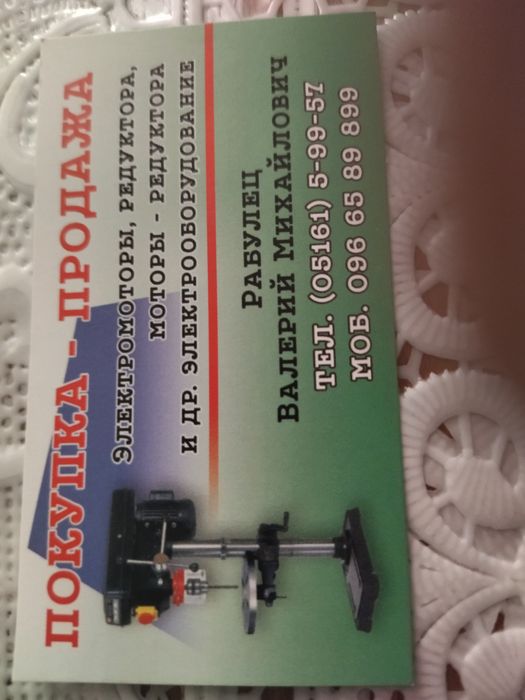 ПОКУПКА - ПРОДАЖА
ЭЛЕКТРОМОТОРЫ, РЕДУКТОРА,
МОТОРЫ - РЕДУКТОРА
И ДР. ЭЛЕКТРООБОРУДОВАНИЕ
РАБУЛЕЦ
ВАЛЕРИЙ МИХАЙЛОВИЧ
ТЕЛ. (05161) 5-99-57
МОБ. 096 65 89 899